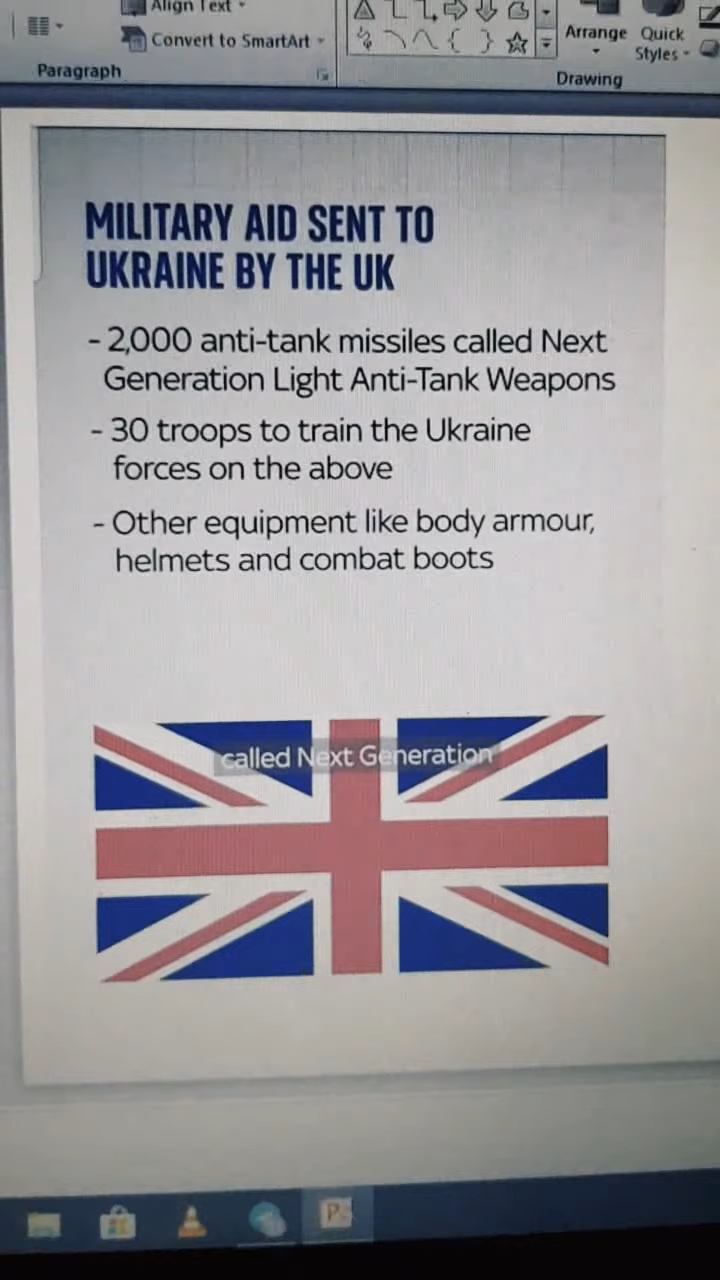 Align Text
Convert to SmartArt
Arrange
Quick
Styles
Paragraph
Drawing
MILITARY AID SENT TO
UKRAINE BY THE UK
- 2,000 anti-tank missiles called Next
Generation Light Anti-Tank Weapons
- 30 troops to train the Ukraine
forces on the above
- Other equipment like body armour,
helmets and combat boots
called Next Generation
P